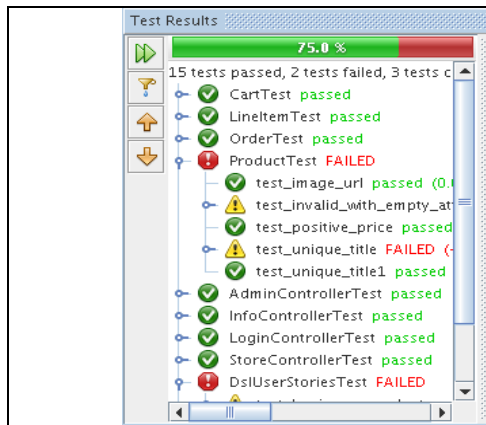 Test Results
75.0 %
15 tests passed, 2 tests failed, 3 tests c
CartTest passed
LineItemTest passed
OrderTest passed
ProductTest FAILED
test_image_url passed (0.0
test_invalid_with_empty_at
test_positive_price passed
test_unique_title FAILED (-
test_unique_title1 passed
AdminControllerTest passed
InfoControllerTest passed
LoginControllerTest passed
StoreControllerTest passed
DslUserStoriesTest FAILED